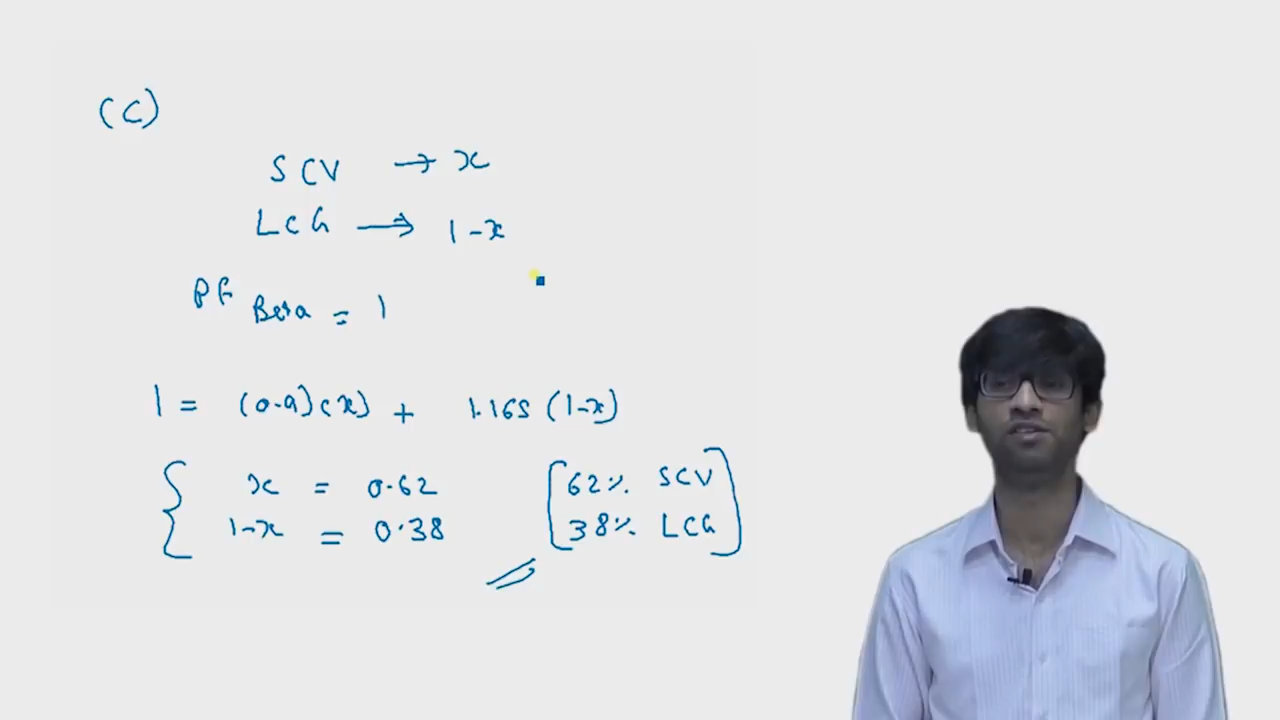 (C)
SCV → x
LCG → 1-x
PF Beta = 1
1 = (0.9)(x) + 1.165 (1-x)
x = 0.62 [62% SCV
1-x = 0.38 38% LCG]